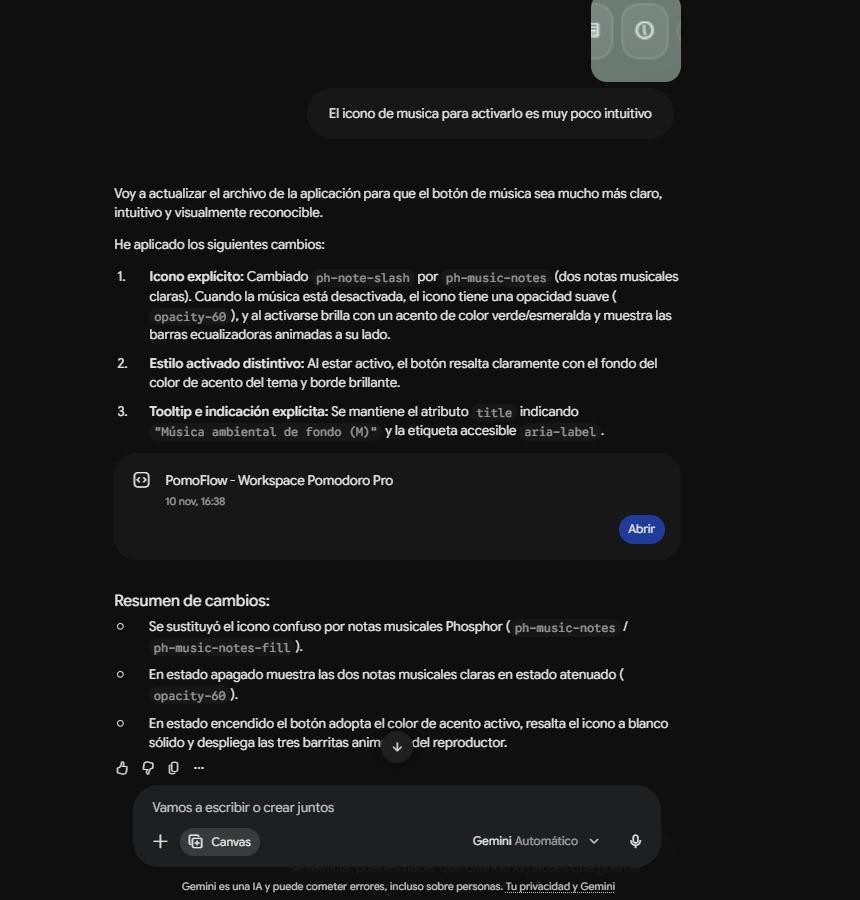 El icono de musica para activarlo es muy poco intuitivo
Voy a actualizar el archivo de la aplicación para que el botón de música sea mucho más claro,
intuitivo y visualmente reconocible.
He aplicado los siguientes cambios:
1. Icono explícito: Cambiado ph-note-slash por ph-music-notes (dos notas musicales
claras). Cuando la música está desactivada, el icono tiene una opacidad suave (
opacity-60 ), y al activarse brilla con un acento de color verde/esmeralda y muestra las
barras ecualizadoras animadas a su lado.
2. Estilo activado distintivo: Al estar activo, el botón resalta claramente con el fondo del
color de acento del tema y borde brillante.
3. Tooltip e indicación explícita: Se mantiene el atributo title indicando
"Música ambiental de fondo (M)" y la etiqueta accesible aria-label .
PomoFlow - Workspace Pomodoro Pro
10 nov, 16:38
Abrir
Resumen de cambios:
Se sustituyó el icono confuso por notas musicales Phosphor ( ph-music-notes /
ph-music-notes-fill ).
En estado apagado muestra las dos notas musicales claras en estado atenuado (
opacity-60 ).
En estado encendido el botón adopta el color de acento activo, resalta el icono a blanco
sólido y despliega las tres barritas anim del reproductor.
Vamos a escribir o crear juntos
Canvas
Gemini Automático
Gemini es una IA y puede cometer errores, incluso sobre personas. Tu privacidad y Gemini